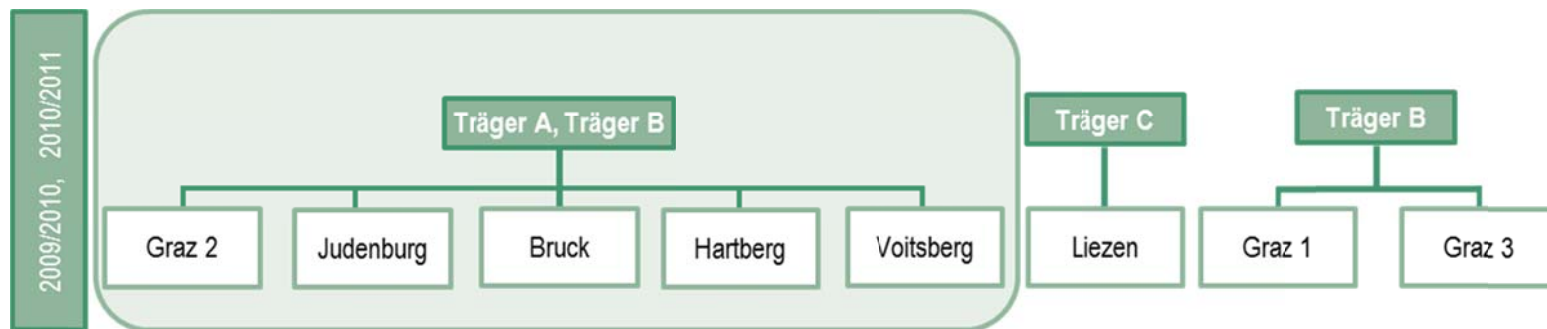 2009/2010, 2010/2011
Träger A, Träger B
Träger C
Träger B
Graz 2
Judenburg
Bruck
Hartberg
Voitsberg
Liezen
Graz 1
Graz 3